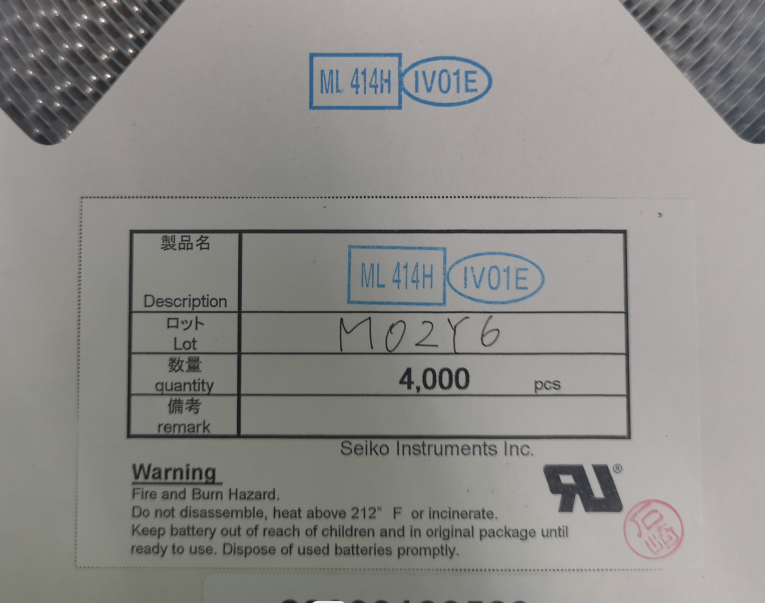 ML 414H IV01E
製品名
Description
ML 414H IV01E
ロット
Lot
M02Y6
数量
quantity
4,000 pcs
備考
remark
Seiko Instruments Inc.
Warning
Fire and Burn Hazard.
Do not disassemble, heat above 212° F or incinerate.
Keep battery out of reach of children and in original package until
ready to use. Dispose of used batteries promptly.